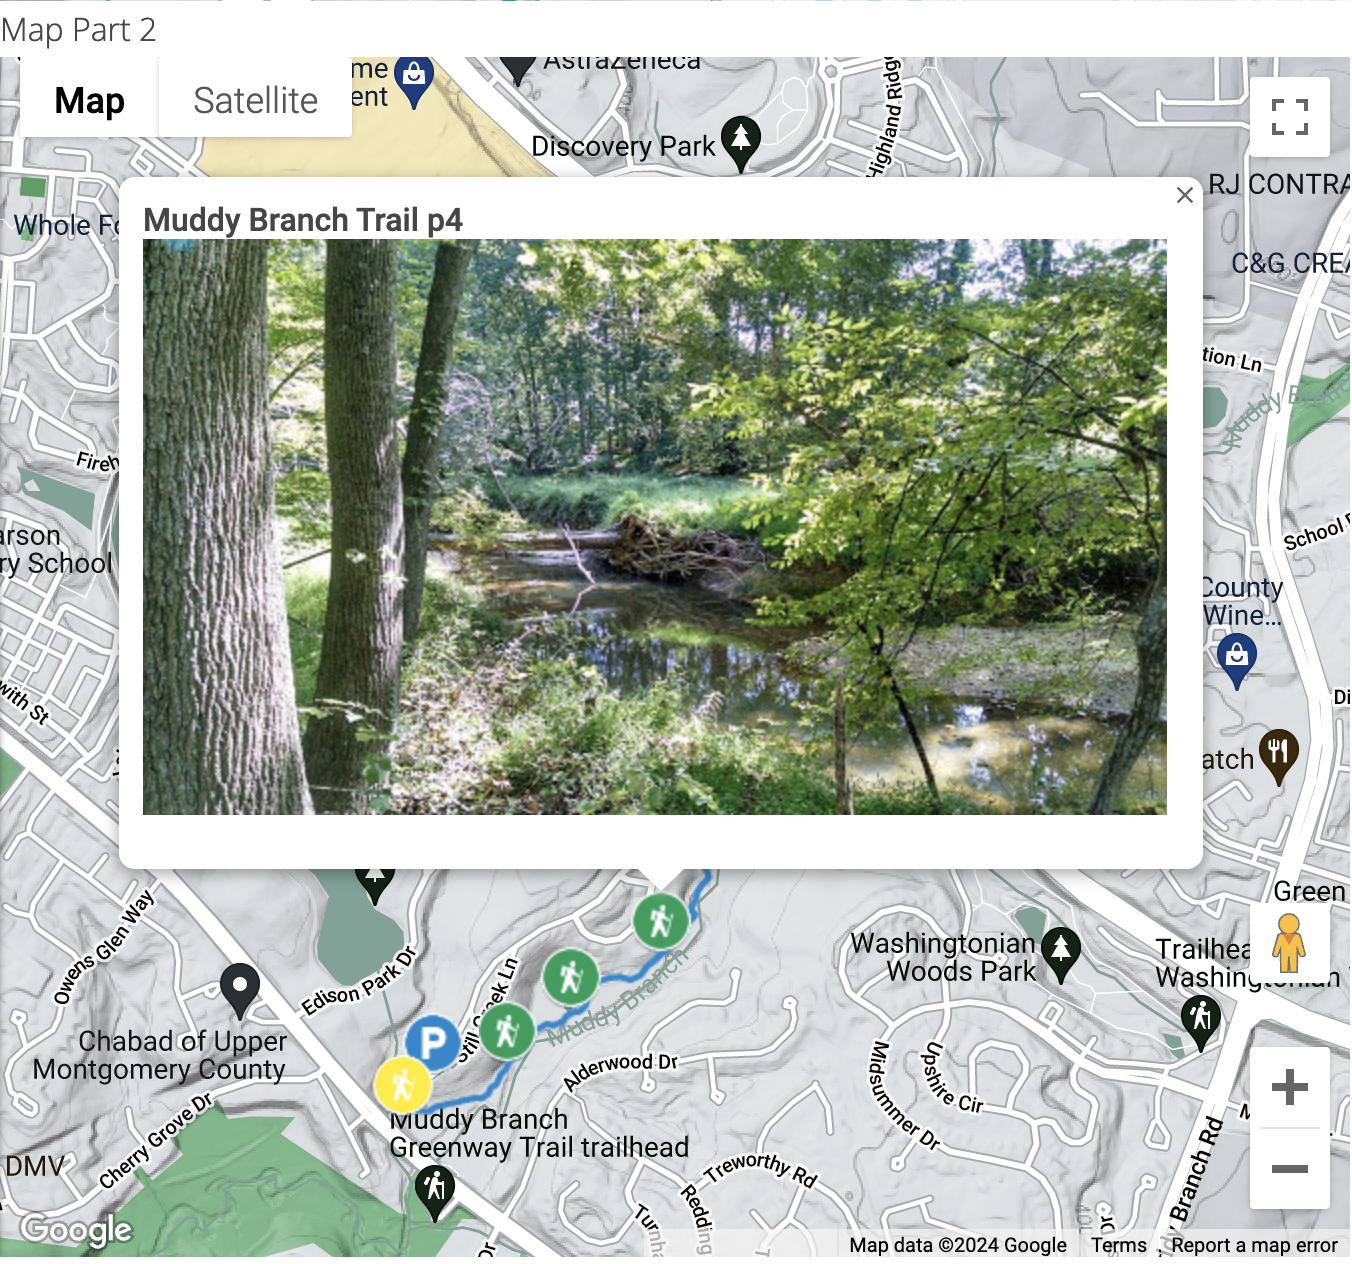 Map Part 2
Map
Satellite
me
ent
AstraZeneca
Discovery Park
Highland Ridge
RJ CONTRA
Whole Fo
C&G CREA
Muddy Branch Trail p4
tion Ln
Muddy Branch
Fireh
arson
ry School
School
County
Wine...
with St
Di
atch
Green
Owens Glen Way
Edison Park Dr
Still Creek Ln
Muddy Branch
Washingtonian
Woods Park
Trailhea
Washingtonian
P
Chabad of Upper
Montgomery County
Alderwood Dr
Midsummer Dr
Upshire Cir
Cherry Grove Dr
Muddy Branch
Greenway Trail trailhead
DMV
Treworthy Rd
Redding
Turnh
dy Branch Rd
Dr
Google
Map data ©2024 Google
Terms
Report a map error